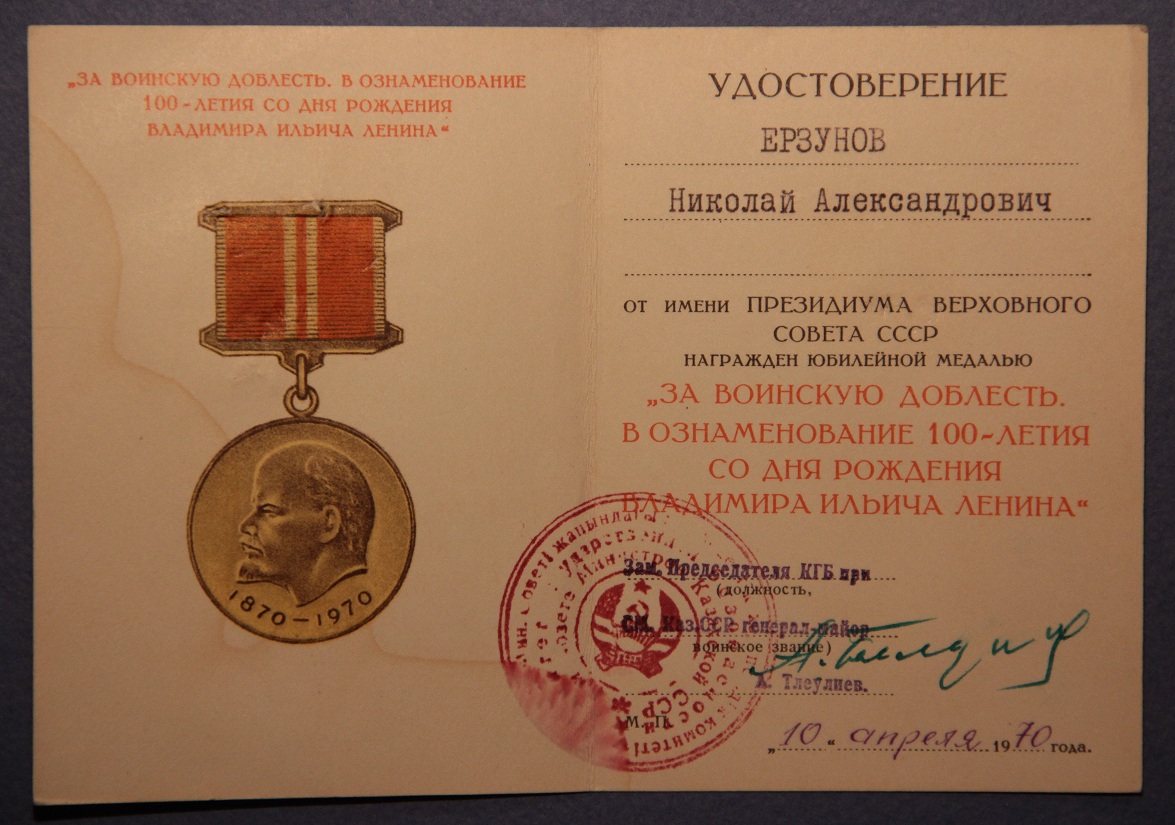 „ЗА ВОИНСКУЮ ДОБЛЕСТЬ. В ОЗНАМЕНОВАНИЕ
100-ЛЕТИЯ СО ДНЯ РОЖДЕНИЯ
ВЛАДИМИРА ИЛЬИЧА ЛЕНИНА“
1870—1970
УДОСТОВЕРЕНИЕ
ЕРЗУНОВ
Николай Александрович
ОТ ИМЕНИ ПРЕЗИДИУМА ВЕРХОВНОГО
СОВЕТА СССР
НАГРАЖДЕН ЮБИЛЕЙНОЙ МЕДАЛЬЮ
„ЗА ВОИНСКУЮ ДОБЛЕСТЬ.
В ОЗНАМЕНОВАНИЕ 100-ЛЕТИЯ
СО ДНЯ РОЖДЕНИЯ
ВЛАДИМИРА ИЛЬИЧА ЛЕНИНА“
Зам. Председателя КГБ при
(должность,
СМ. Каз.ССР генерал-майор
воинское звание)
А. Тлеулиев.
М. П.
„10“ апреля 1970 года.